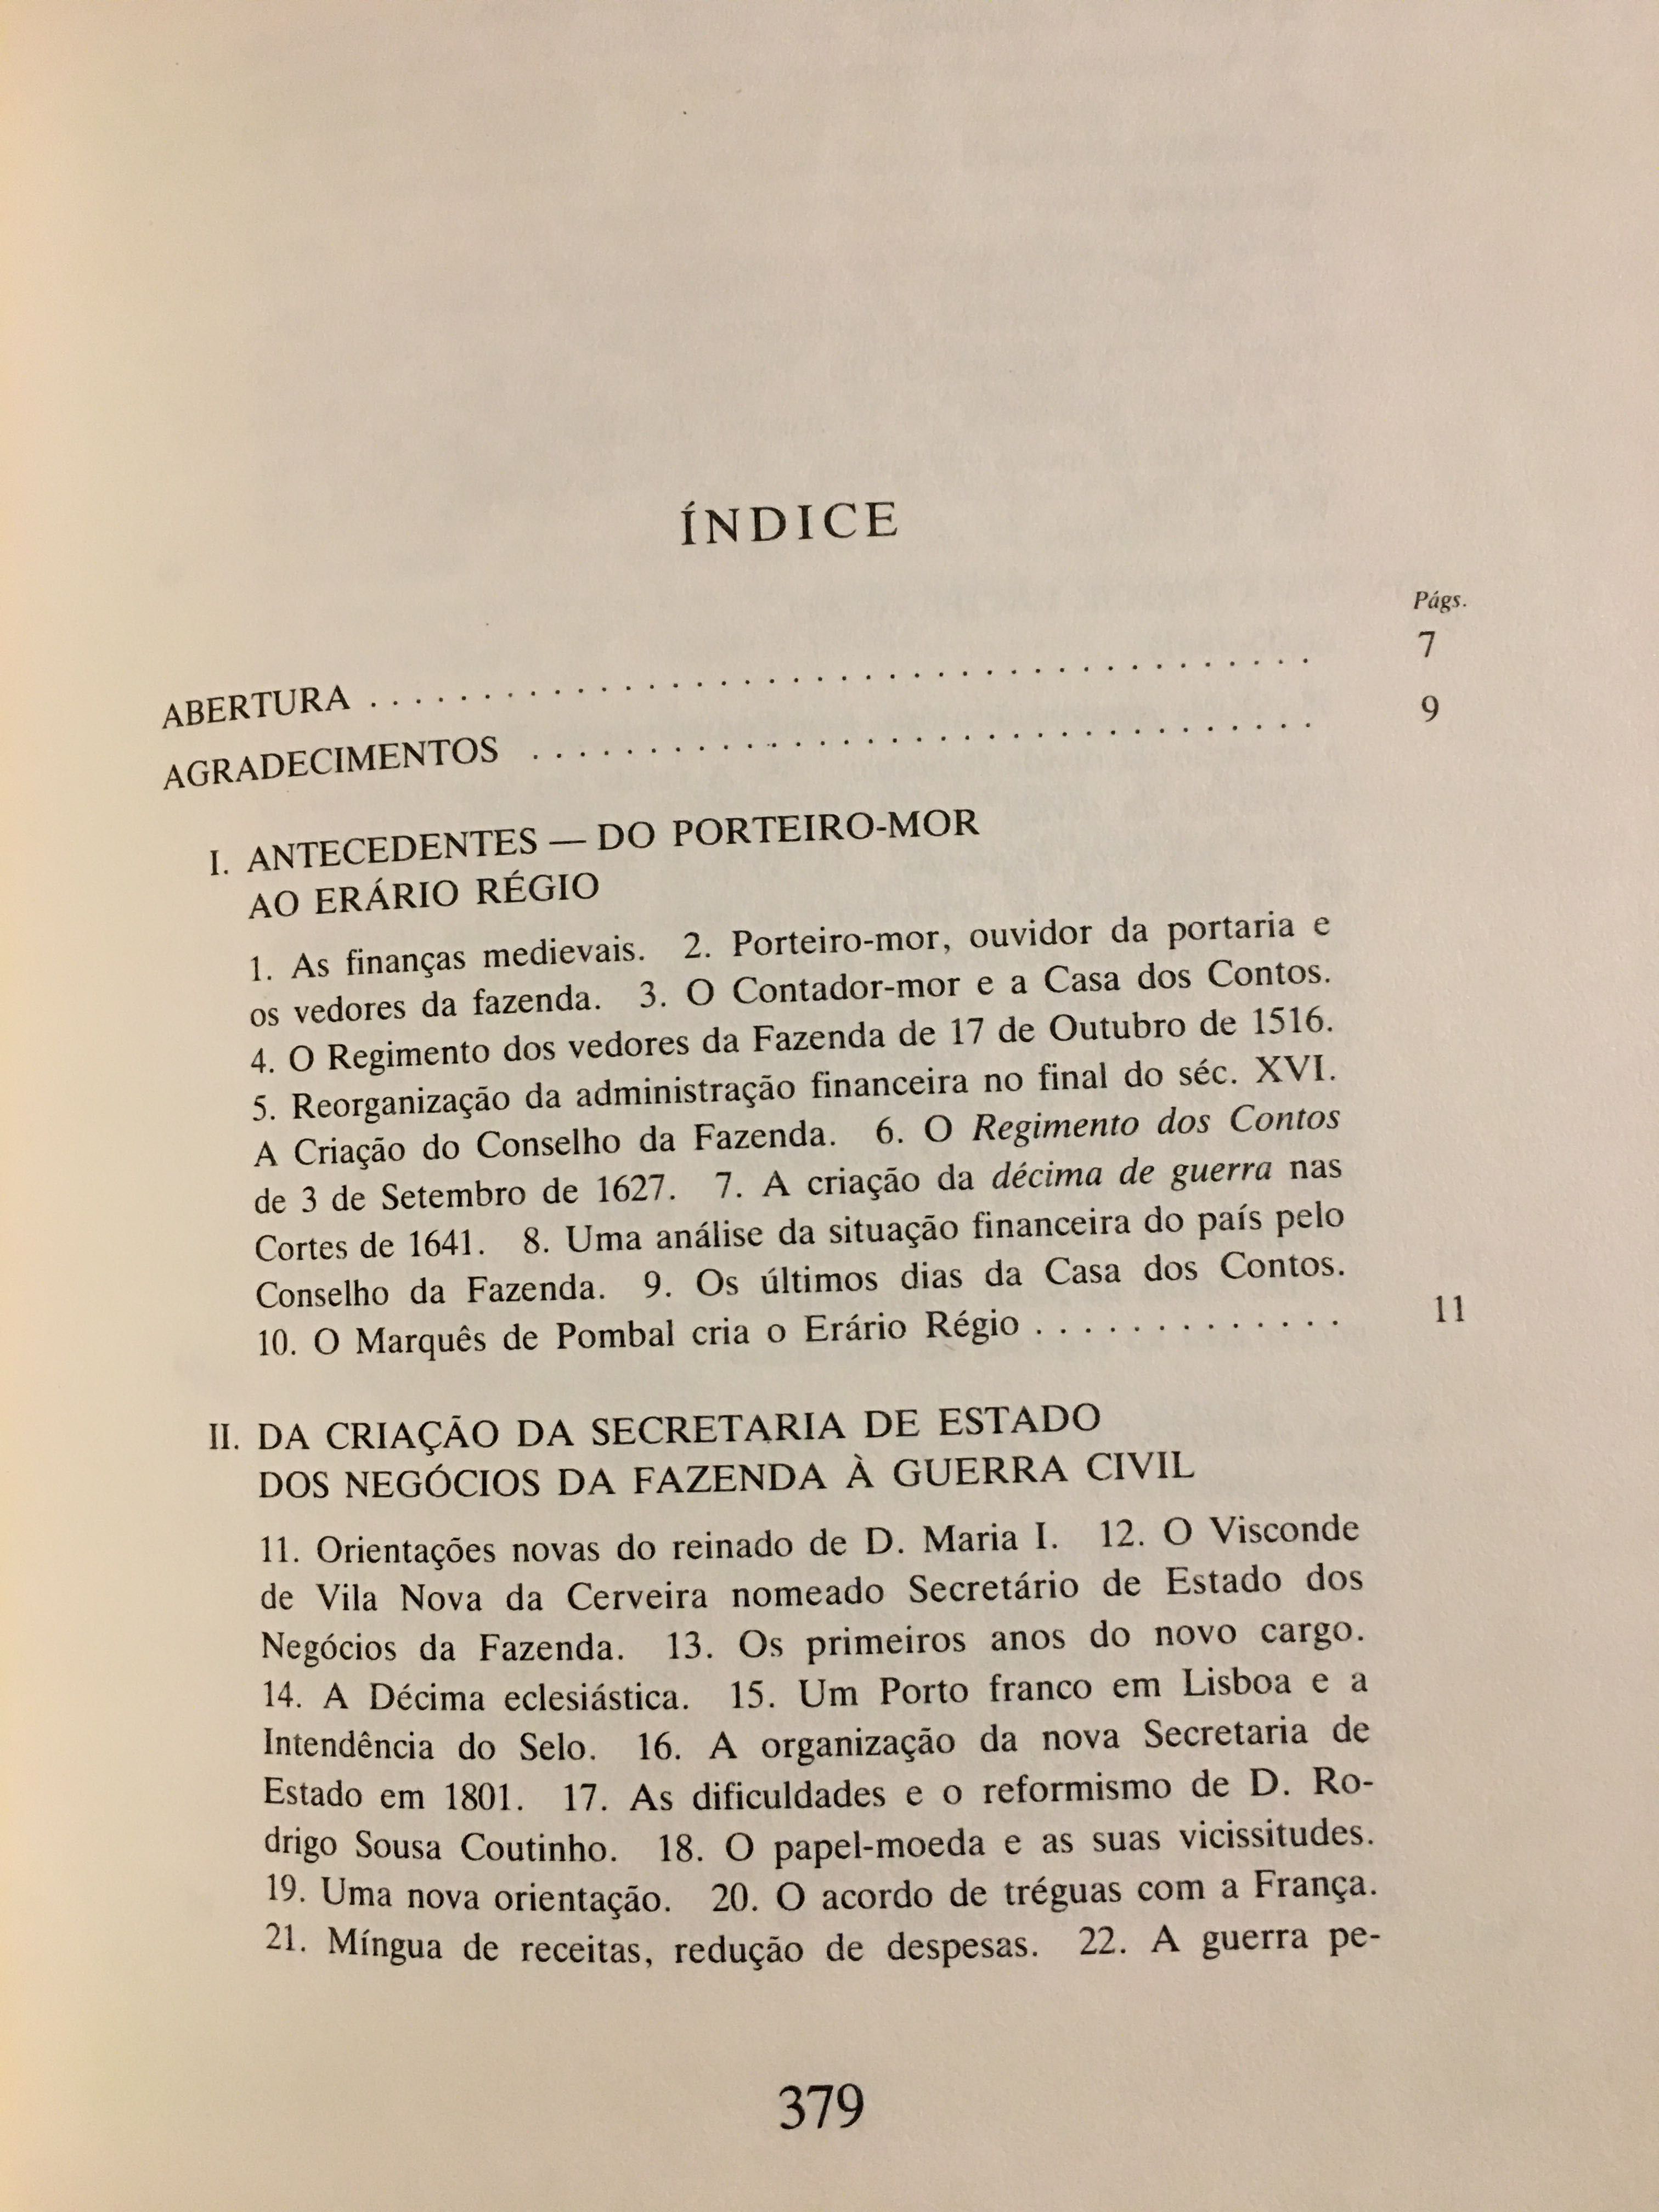 ÍNDICE
Págs.
ABERTURA . . . . . . . . . . . . . . . . . . . . . . . . . . . . . . . . . . . . . . . . 7
AGRADECIMENTOS . . . . . . . . . . . . . . . . . . . . . . . . . . . . . . . . . 9
I. ANTECEDENTES — DO PORTEIRO-MOR
AO ERÁRIO RÉGIO
1. As finanças medievais. 2. Porteiro-mor, ouvidor da portaria e
os vedores da fazenda. 3. O Contador-mor e a Casa dos Contos.
4. O Regimento dos vedores da Fazenda de 17 de Outubro de 1516.
5. Reorganização da administração financeira no final do séc. XVI.
A Criação do Conselho da Fazenda. 6. O Regimento dos Contos
de 3 de Setembro de 1627. 7. A criação da décima de guerra nas
Cortes de 1641. 8. Uma análise da situação financeira do país pelo
Conselho da Fazenda. 9. Os últimos dias da Casa dos Contos.
10. O Marquês de Pombal cria o Erário Régio . . . . . . . . . . . . . 11
II. DA CRIAÇÃO DA SECRETARIA DE ESTADO
DOS NEGÓCIOS DA FAZENDA À GUERRA CIVIL
11. Orientações novas do reinado de D. Maria I. 12. O Visconde
de Vila Nova da Cerveira nomeado Secretário de Estado dos
Negócios da Fazenda. 13. Os primeiros anos do novo cargo.
14. A Décima eclesiástica. 15. Um Porto franco em Lisboa e a
Intendência do Selo. 16. A organização da nova Secretaria de
Estado em 1801. 17. As dificuldades e o reformismo de D. Ro-
drigo Sousa Coutinho. 18. O papel-moeda e as suas vicissitudes.
19. Uma nova orientação. 20. O acordo de tréguas com a França.
21. Míngua de receitas, redução de despesas. 22. A guerra pe-
379